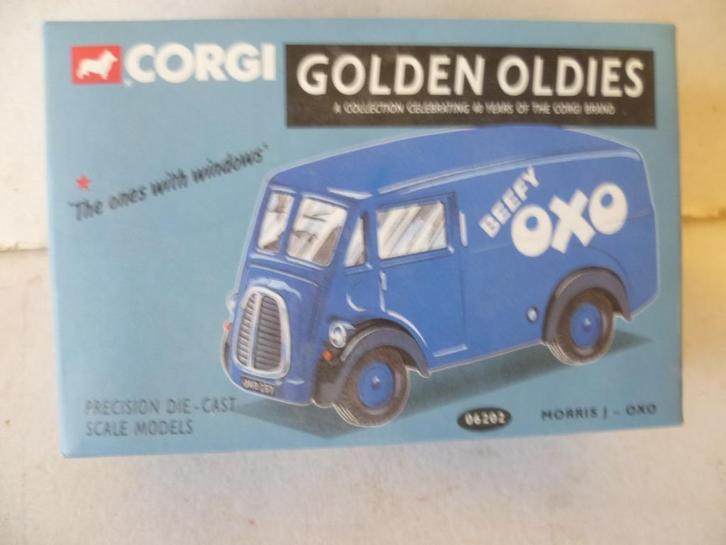 CORGI
GOLDEN OLDIES
A COLLECTION CELEBRATING 40 YEARS OF THE CORGI BRAND
'The ones with windows'
BEEFY
OXO
PRECISION DIE-CAST
SCALE MODELS
06202
MORRIS J - OXO